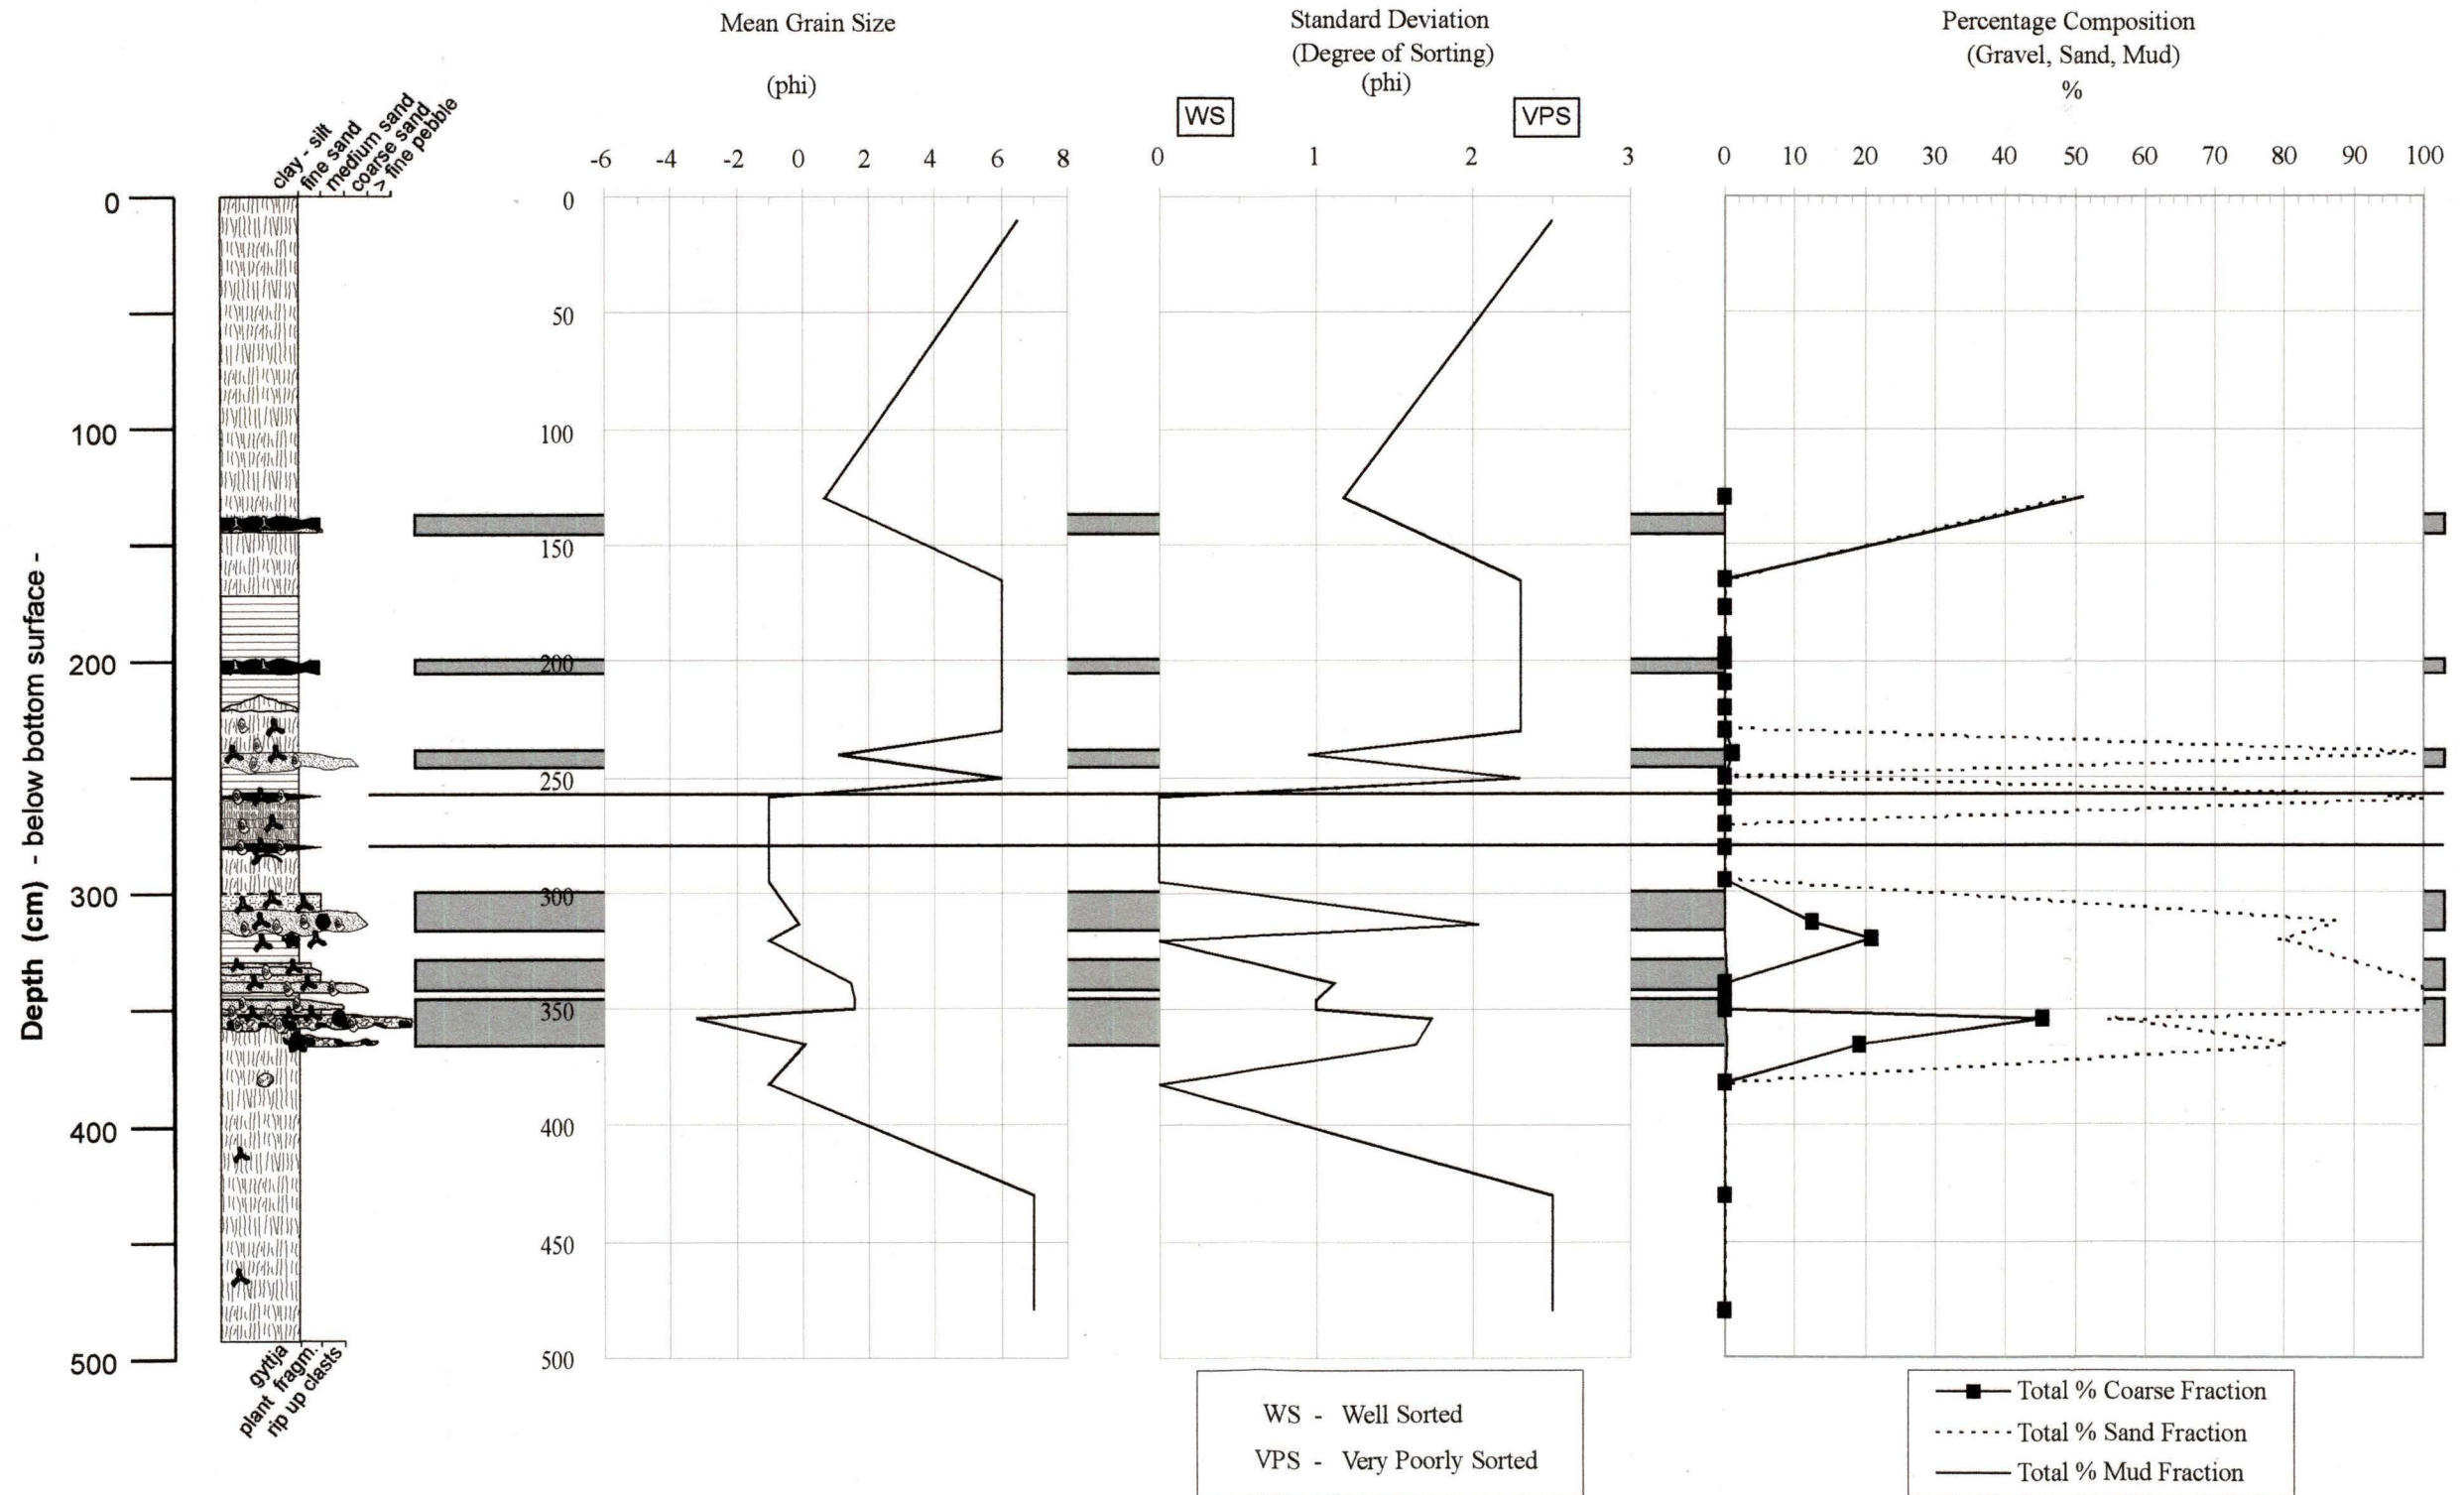 Mean Grain Size
(phi)
Standard Deviation
(Degree of Sorting)
(phi)
WS
VPS
Percentage Composition
(Gravel, Sand, Mud)
%
clay - silt
fine sand
medium sand
coarse sand
> fine pebble
-6 -4 -2 0 2 4 6 8
0 1 2 3
0 10 20 30 40 50 60 70 80 90 100
Depth (cm) - below bottom surface -
0
100
200
300
400
500
0
50
100
150
200
250
300
350
400
450
500
gyttja
plant fragm.
rip up clasts
WS - Well Sorted
VPS - Very Poorly Sorted
Total % Coarse Fraction
Total % Sand Fraction
Total % Mud Fraction